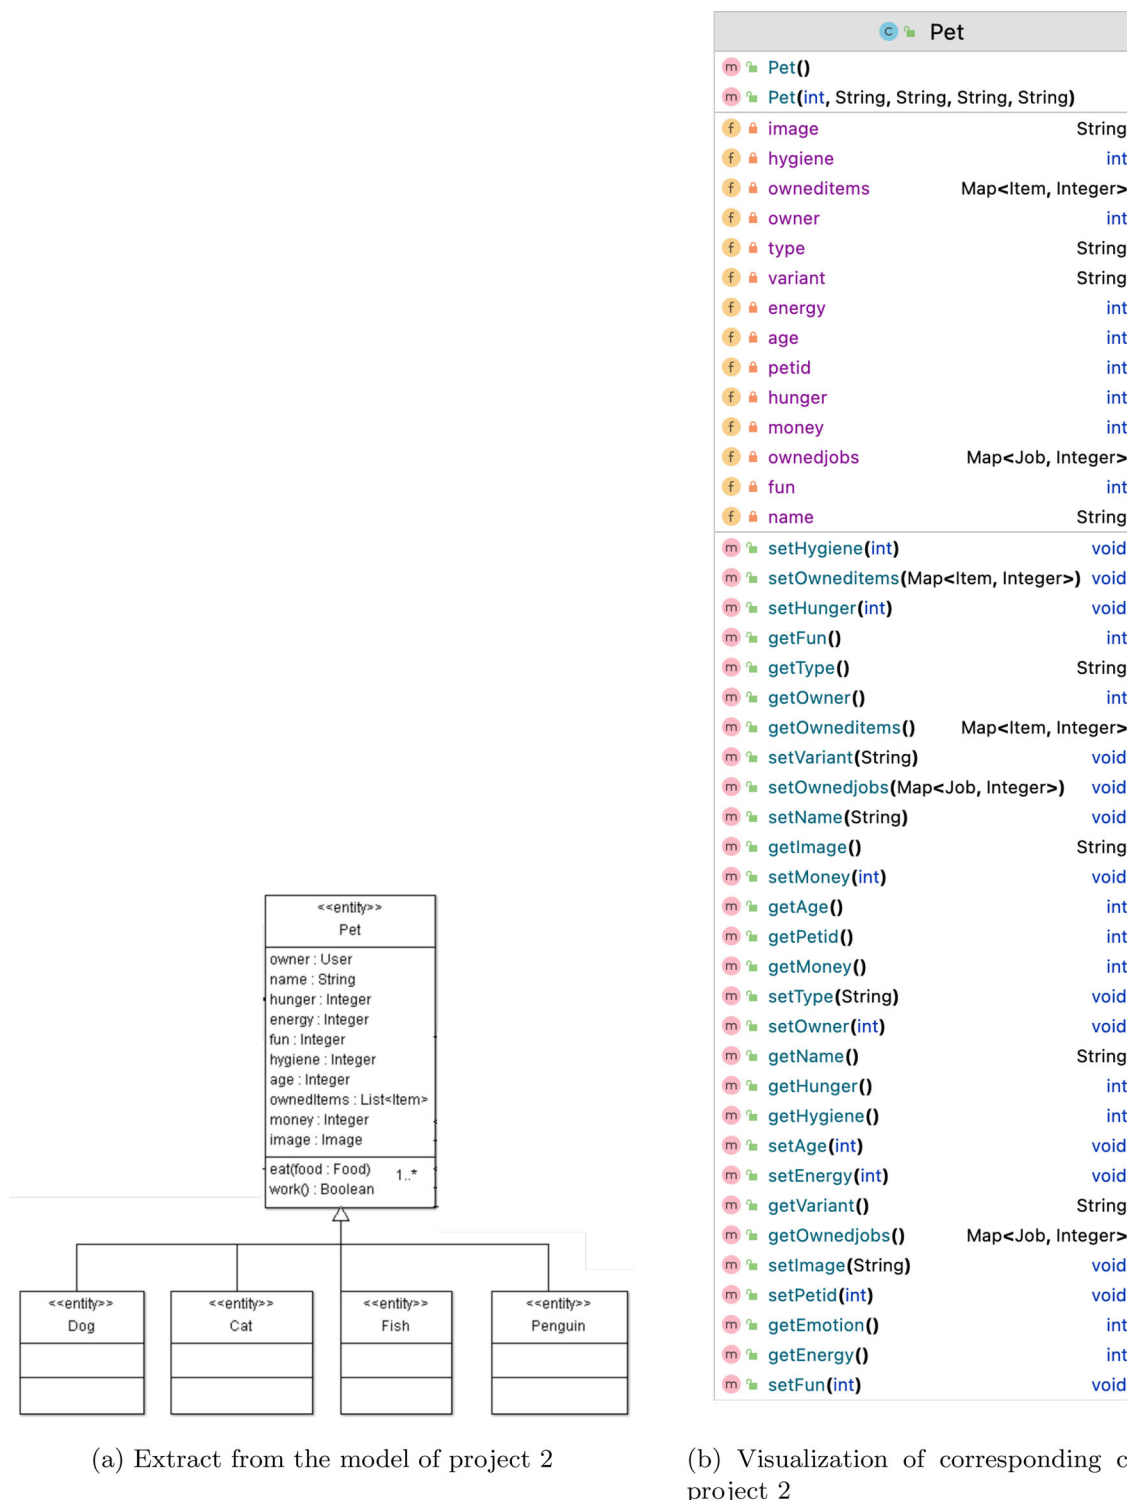 <<entity>>
Pet
owner : User
name : String
hunger : Integer
energy : Integer
fun : Integer
hygiene : Integer
age : Integer
ownedItems : List<Item>
money : Integer
image : Image
eat(food : Food)
1..*
work() : Boolean
<<entity>>
Dog
<<entity>>
Cat
<<entity>>
Fish
<<entity>>
Penguin
(a) Extract from the model of project 2
C Pet
m Pet()
m Pet(int, String, String, String, String)
f image String
f hygiene int
f owneditems Map<Item, Integer>
f owner int
f type String
f variant String
f energy int
f age int
f petid int
f hunger int
f money int
f ownedjobs Map<Job, Integer>
f fun int
f name String
m setHygiene(int) void
m setOwneditems(Map<Item, Integer>) void
m setHunger(int) void
m getFun() int
m getType() String
m getOwner() int
m getOwneditems() Map<Item, Integer>
m setVariant(String) void
m setOwnedjobs(Map<Job, Integer>) void
m setName(String) void
m getImage() String
m setMoney(int) void
m getAge() int
m getPetid() int
m getMoney() int
m setType(String) void
m setOwner(int) void
m getName() String
m getHunger() int
m getHygiene() int
m setAge(int) void
m setEnergy(int) void
m getVariant() String
m getOwnedjobs() Map<Job, Integer>
m setImage(String) void
m setPetid(int) void
m getEmotion() int
m getEnergy() int
m setFun(int) void
(b) Visualization of corresponding c
project 2